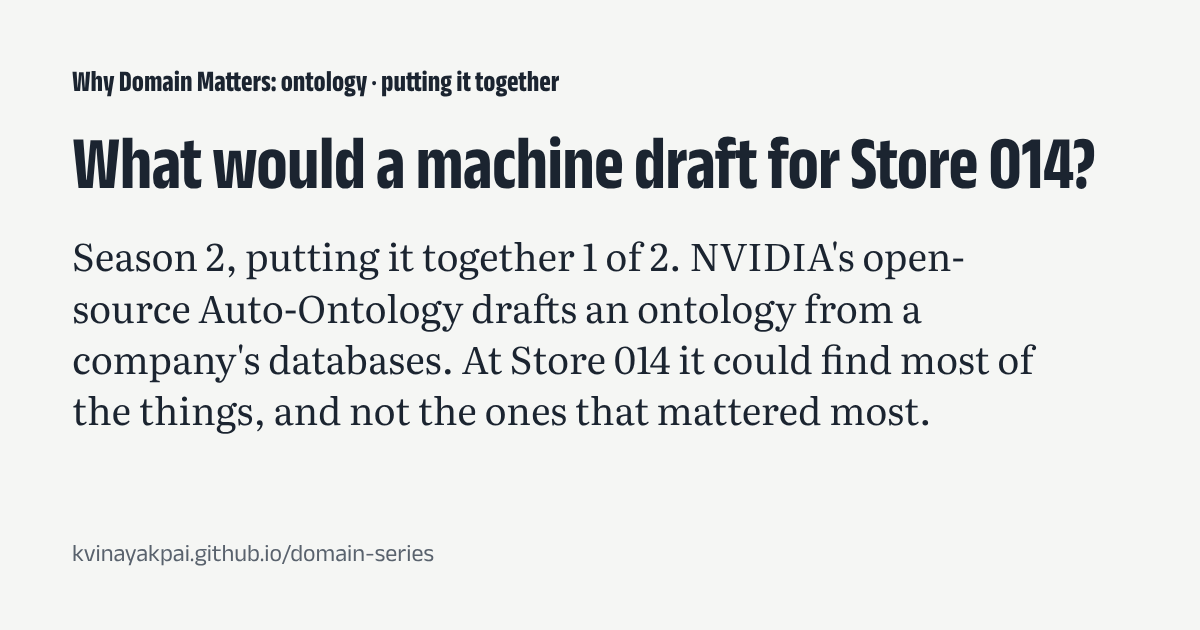 Why Domain Matters: ontology · putting it together
What would a machine draft for Store 014?
Season 2, putting it together 1 of 2. NVIDIA's open-
source Auto-Ontology drafts an ontology from a
company's databases. At Store 014 it could find most of
the things, and not the ones that mattered most.
kvinayakpai.github.io/domain-series